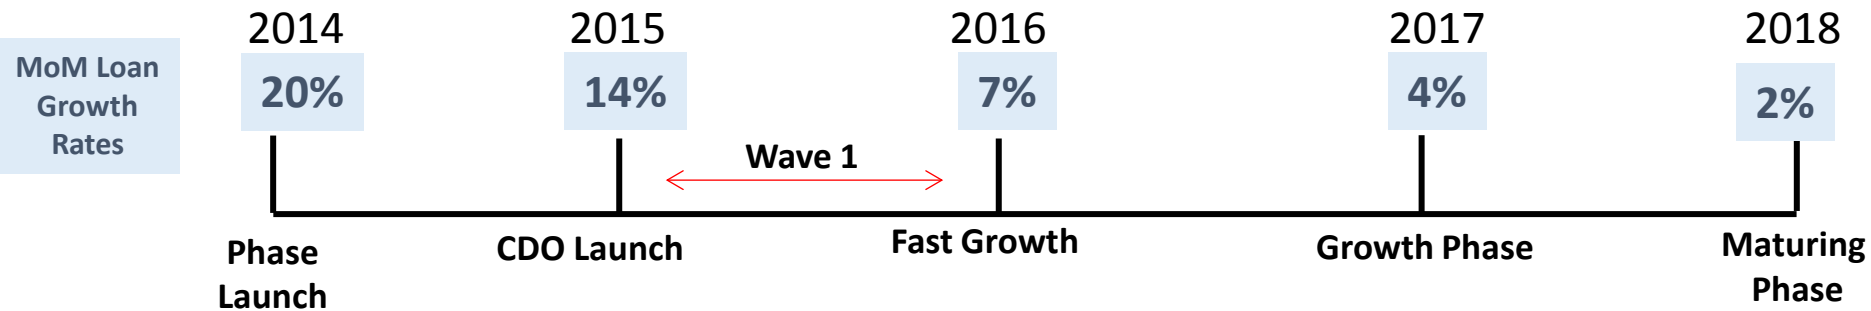 2014 2015 2016 2017 2018
MoM Loan
Growth
Rates
20% 14% 7% 4% 2%
Wave 1
Phase
Launch
CDO Launch
Fast Growth
Growth Phase
Maturing
Phase